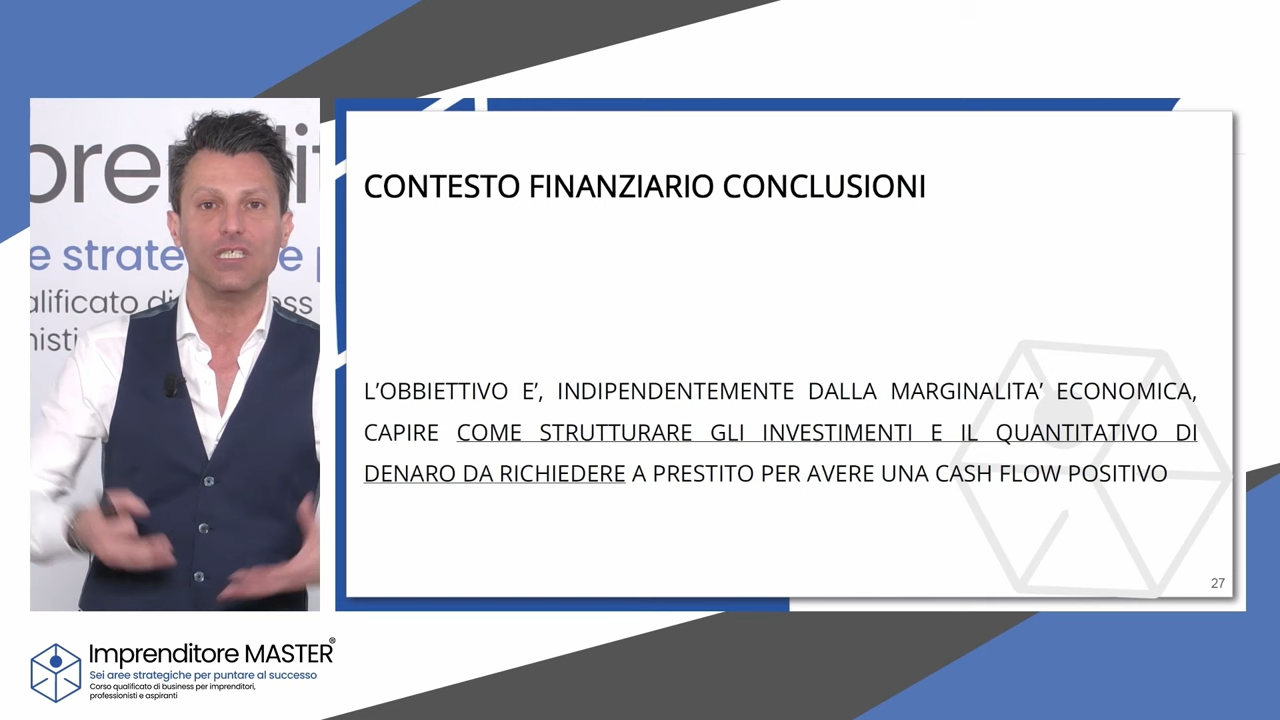 CONTESTO FINANZIARIO CONCLUSIONI
L’OBBIETTIVO E’, INDIPENDENTEMENTE DALLA MARGINALITA’ ECONOMICA,
CAPIRE COME STRUTTURARE GLI INVESTIMENTI E IL QUANTITATIVO DI
DENARO DA RICHIEDERE A PRESTITO PER AVERE UNA CASH FLOW POSITIVO
27
Imprenditore MASTER®
Sei aree strategiche per puntare al successo
Corso qualificato di business per imprenditori,
professionisti e aspiranti